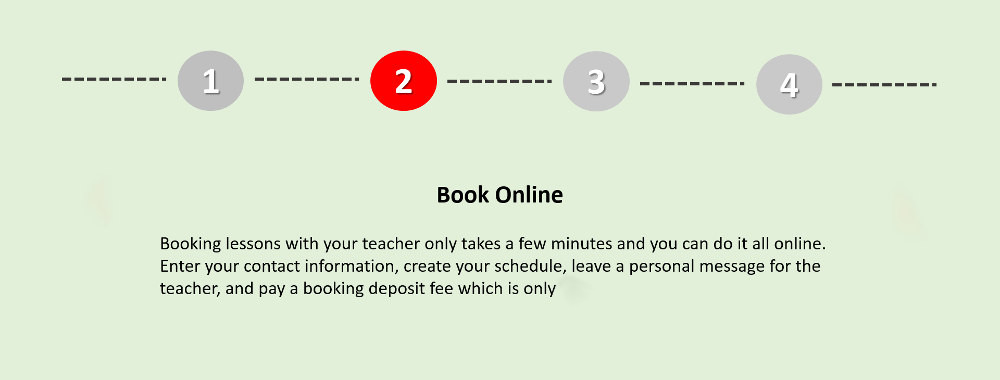 1 2 3 4
Book Online
Booking lessons with your teacher only takes a few minutes and you can do it all online.
Enter your contact information, create your schedule, leave a personal message for the
teacher, and pay a booking deposit fee which is only